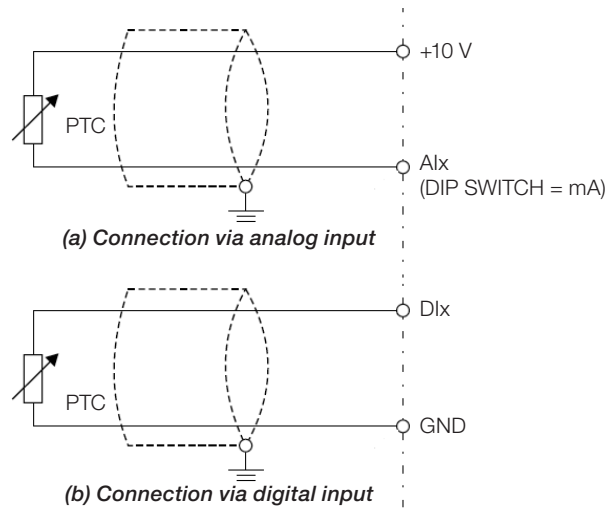 +10 V
PTC
AIx
(DIP SWITCH = mA)
(a) Connection via analog input
DIx
PTC
GND
(b) Connection via digital input